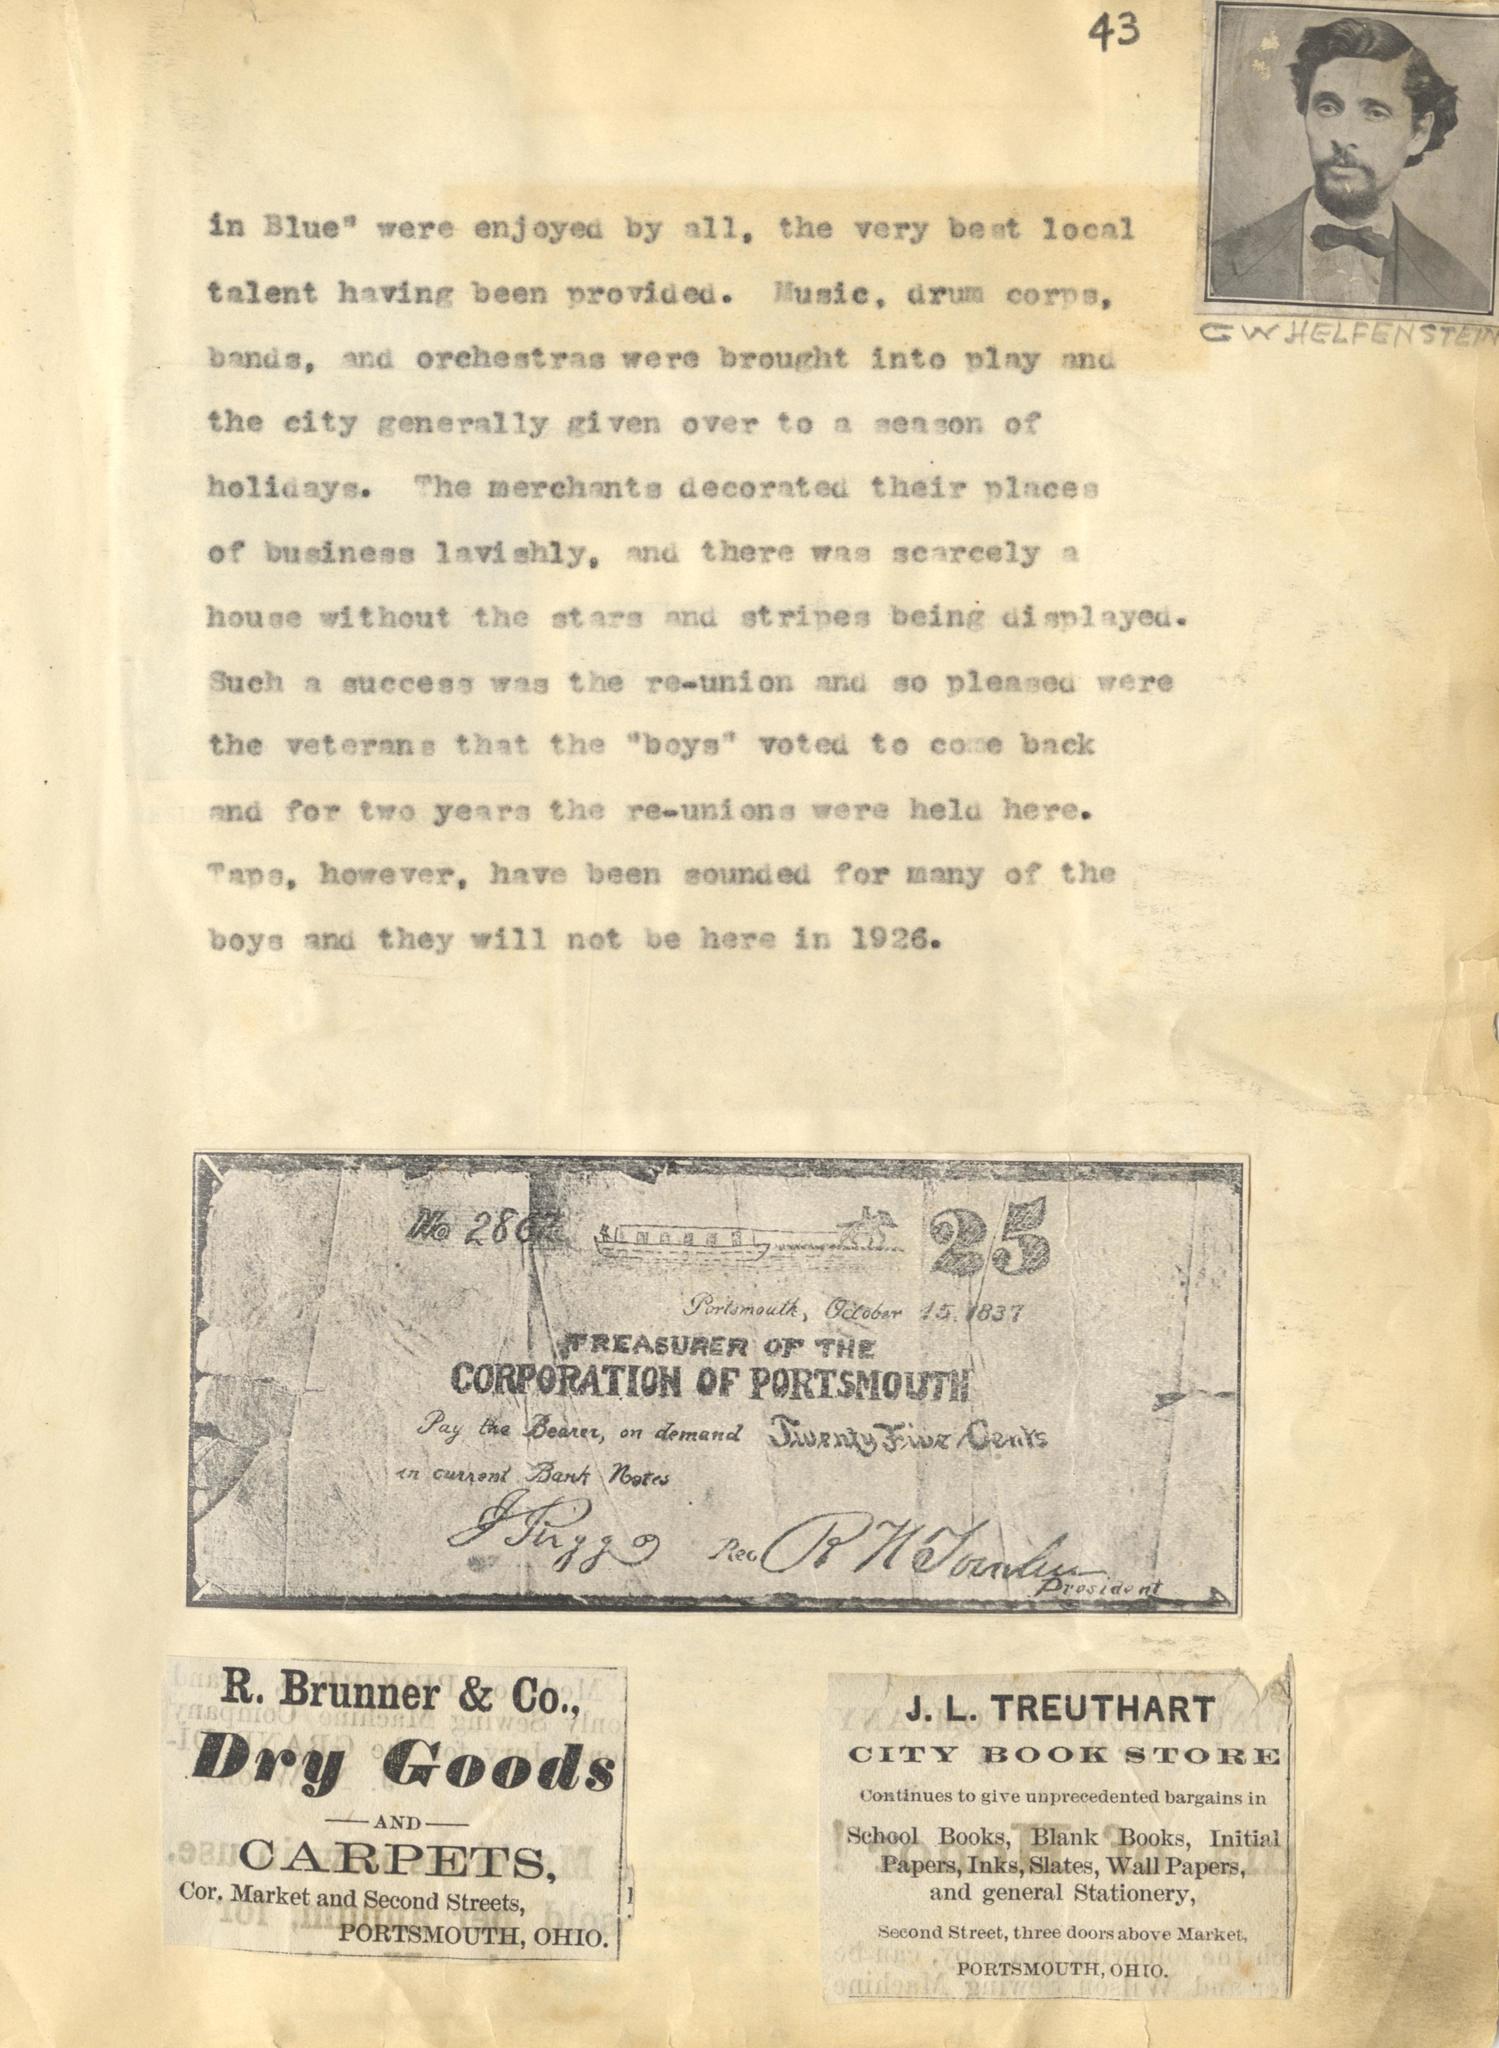 43
GW HELFENSTEIN
in Blue" were enjoyed by all, the very best local
talent having been provided. Music, drum corps,
bands, and orchestras were brought into play and
the city generally given over to a season of
holidays. The merchants decorated their places
of business lavishly, and there was scarcely a
house without the stars and stripes being displayed.
Such a success was the re-union and so pleased were
the veterans that the "boys" voted to come back
and for two years the re-unions were held here.
Taps, however, have been sounded for many of the
boys and they will not be here in 1926.
No 2867
25
Portsmouth, October 15, 1837
TREASURER OF THE
CORPORATION OF PORTSMOUTH
Pay the Bearer, on demand Twenty Five Cents
in current Bank Notes
J Riggs Rec R H
President
R. Brunner & Co.,
Dry Goods
AND
CARPETS,
Cor. Market and Second Streets,
PORTSMOUTH, OHIO.
J. L. TREUTHART
CITY BOOK STORE
Continues to give unprecedented bargains in
School Books, Blank Books, Initial
Papers, Inks, Slates, Wall Papers,
and general Stationery,
Second Street, three doors above Market,
PORTSMOUTH, OHIO.